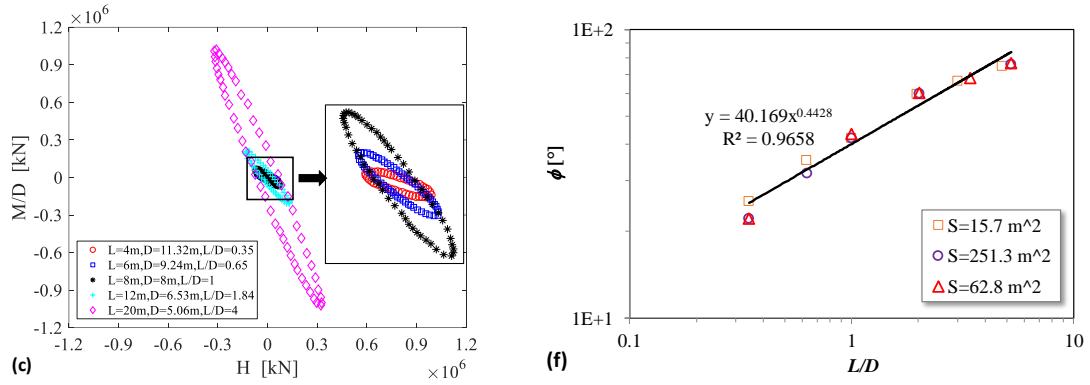 ×10^6
1.2
0.9
0.6
0.3
0
-0.3
-0.6
-0.9
-1.2
M/D [kN]
L=4m,D=11.32m,L/D=0.35
L=6m,D=9.24m,L/D=0.65
L=8m,D=8m,L/D=1
L=12m,D=6.53m,L/D=1.84
L=20m,D=5.06m,L/D=4
-1.2 -0.9 -0.6 -0.3 0 0.3 0.6 0.9 1.2
(c)
H [kN]
×10^6
1E+02
1E+01
ϕ [°]
y = 40.169x^0.4428
R² = 0.9658
S=15.7 m^2
S=251.3 m^2
S=62.8 m^2
0.1 1 10
(f)
L/D